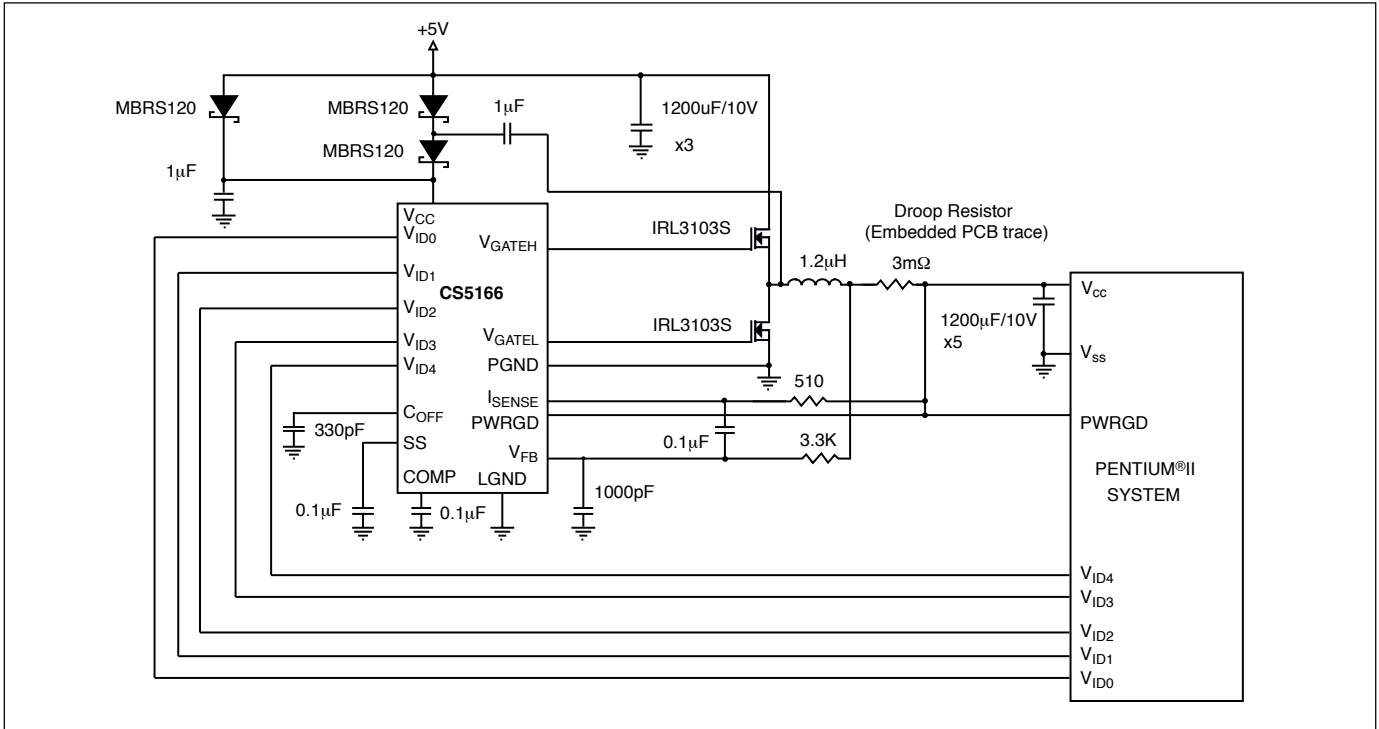 +5V
MBRS120
MBRS120
1μF
1200uF/10V
x3
MBRS120
1μF
VCC
VID0
VGATEH
IRL3103S
Droop Resistor
(Embedded PCB trace)
VID1
1.2μH
3mΩ
CS5166
Vcc
VID2
1200μF/10V
x5
VID3
VGATEL
IRL3103S
Vss
VID4
PGND
510
ISENSE
COFF
PWRGD
PWRGD
330pF
SS
0.1μF
3.3K
VFB
PENTIUM®II
SYSTEM
COMP
LGND
1000pF
0.1μF
0.1μF
VID4
VID3
VID2
VID1
VID0